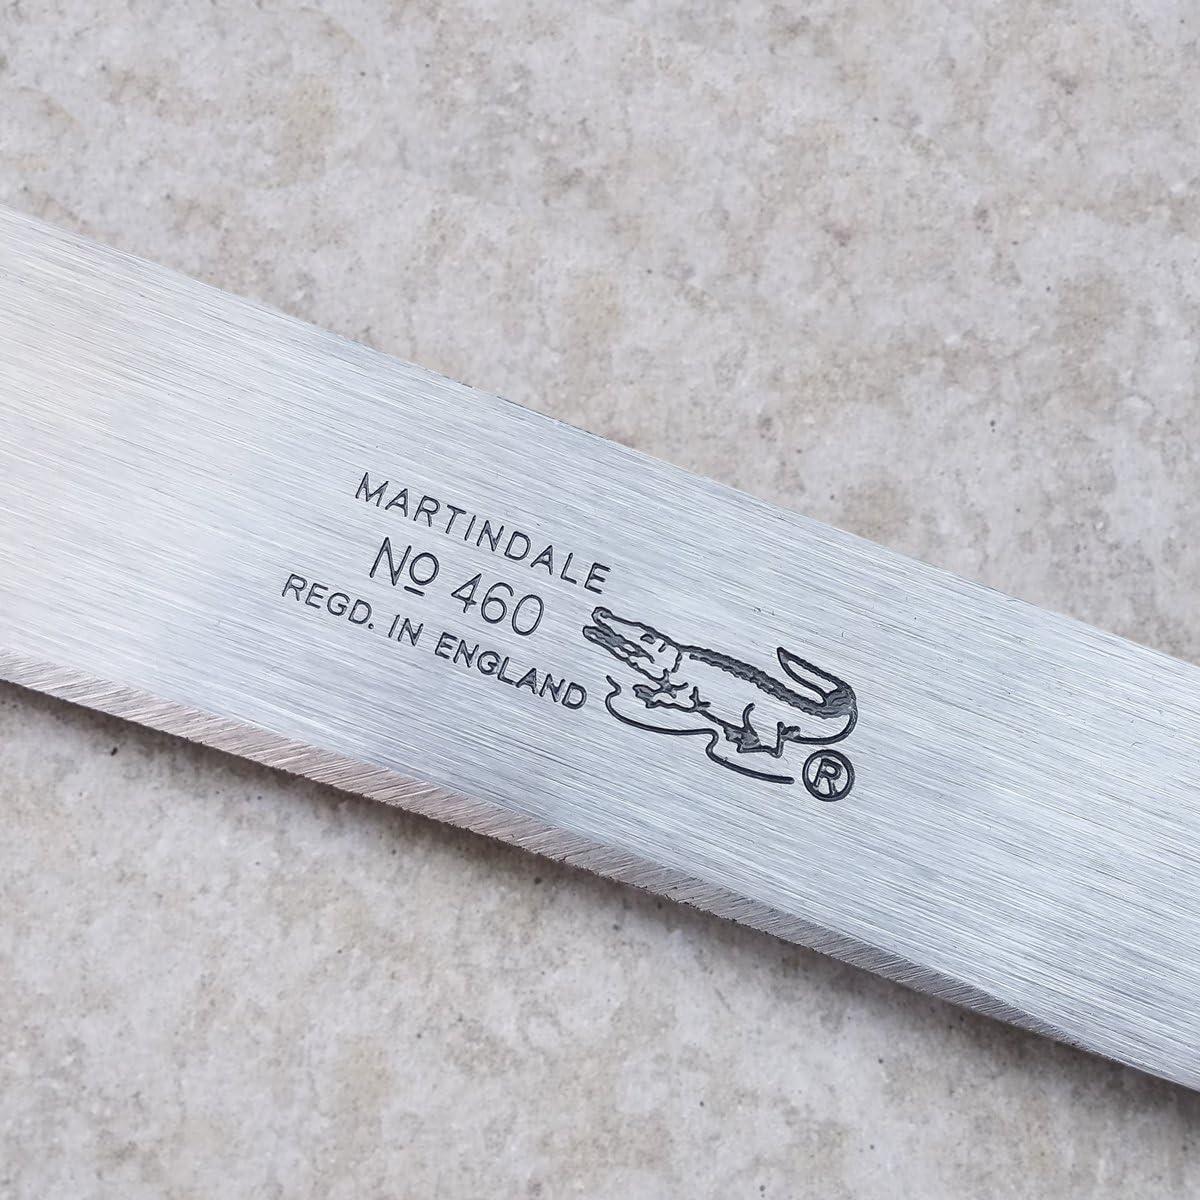 MARTINDALE
Nº 460
REGD. IN ENGLAND
®